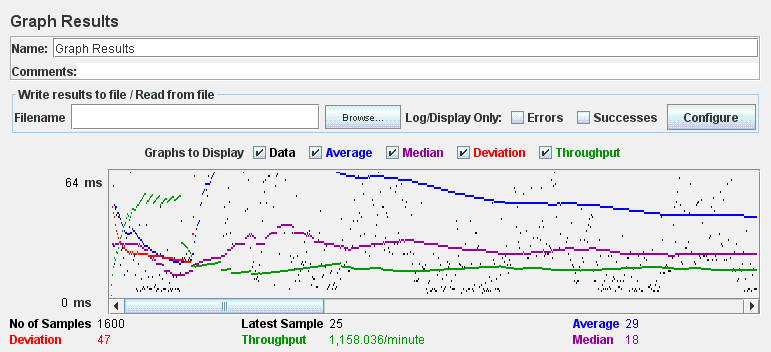 Graph Results
Name: Graph Results
Comments:
Write results to file / Read from file
Filename Browse... Log/Display Only: Errors Successes Configure
Graphs to Display Data Average Median Deviation Throughput
64 ms
0 ms
No of Samples 1600 Latest Sample 25 Average 29
Deviation 47 Throughput 1,158.036/minute Median 18